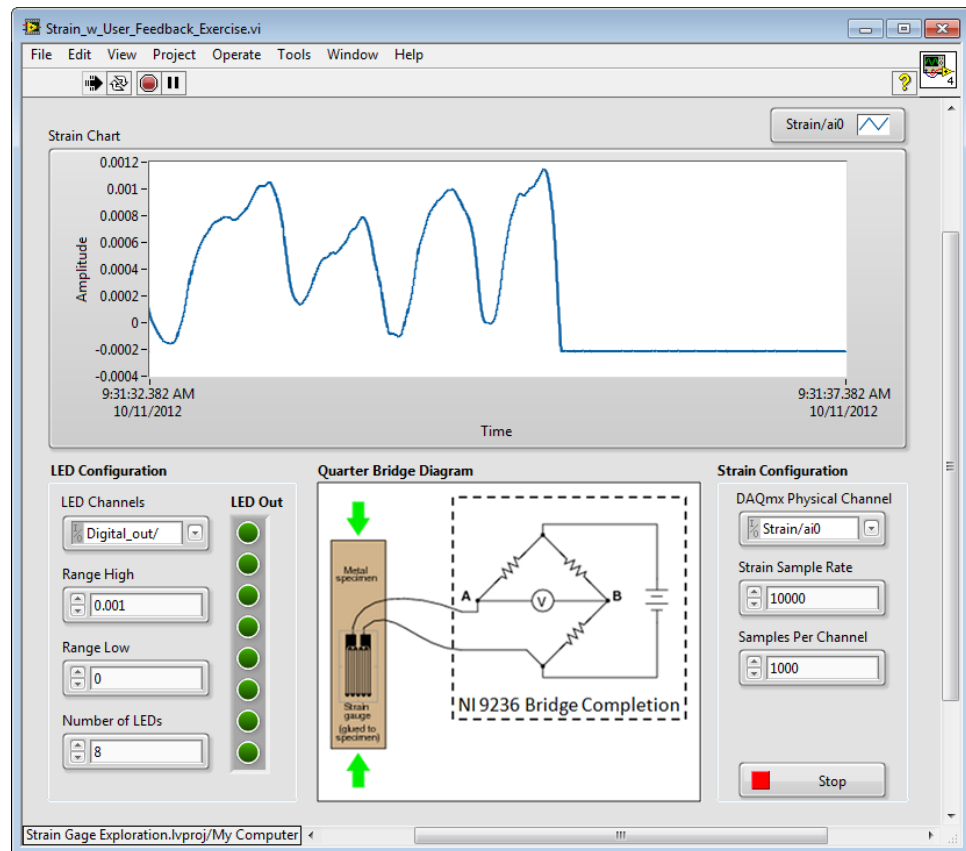 Strain_w_User_Feedback_Exercise.vi
File Edit View Project Operate Tools Window Help
4
Strain Chart
Strain/ai0
0.0012
0.001
0.0008
0.0006
0.0004
0.0002
0
-0.0002
-0.0004
Amplitude
9:31:32.382 AM
10/11/2012
9:31:37.382 AM
10/11/2012
Time
LED Configuration
LED Channels
Digital_out/
Range High
0.001
Range Low
0
Number of LEDs
8
LED Out
Quarter Bridge Diagram
Metal
specimen
Strain
gauge
(glued to
specimen)
A
V
B
NI 9236 Bridge Completion
Strain Configuration
DAQmx Physical Channel
Strain/ai0
Strain Sample Rate
10000
Samples Per Channel
1000
Stop
Strain Gage Exploration.lvproj/My Computer